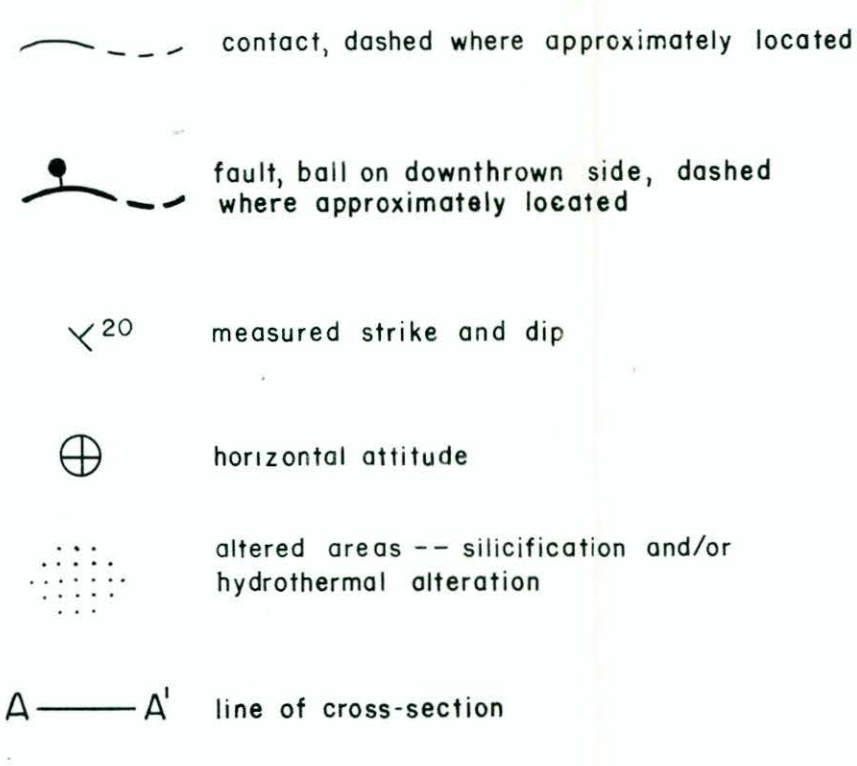 contact, dashed where approximately located
fault, ball on downthrown side, dashed
where approximately located
20 measured strike and dip
horizontal attitude
altered areas -- silicification and/or
hydrothermal alteration
A A' line of cross-section